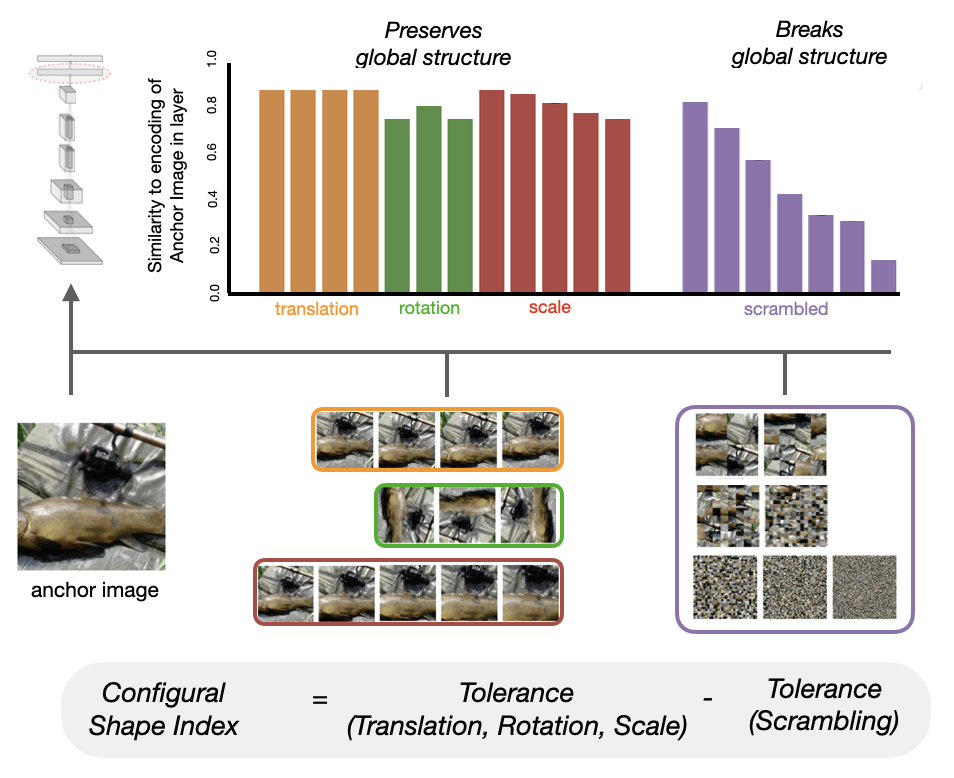 Preserves
global structure
Breaks
global structure
Similarity to encoding of
Anchor Image in layer
1.0
0.8
0.6
0.4
0.2
0.0
translation
rotation
scale
scrambled
anchor image
Configural
Shape Index
=
Tolerance
(Translation, Rotation, Scale)
-
Tolerance
(Scrambling)